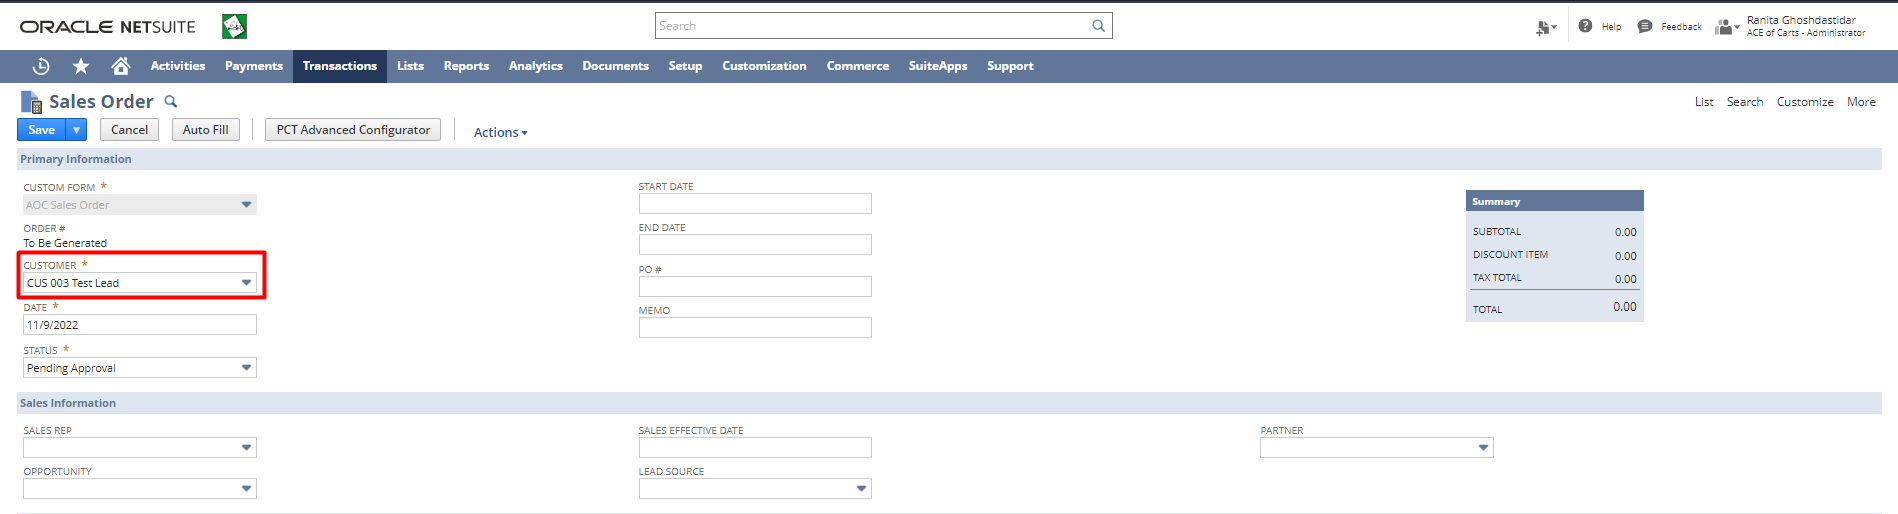 ORACLE NETSUITE
Search
Help
Feedback
Ranita Ghoshdastidar
ACE of Carts - Administrator
Activities Payments Transactions Lists Reports Analytics Documents Setup Customization Commerce SuiteApps Support
Sales Order
List Search Customize More
Save Cancel Auto Fill PCT Advanced Configurator Actions
Primary Information
CUSTOM FORM *
AOC Sales Order
ORDER #
To Be Generated
CUSTOMER *
CUS 003 Test Lead
DATE *
11/9/2022
STATUS *
Pending Approval
START DATE
END DATE
PO #
MEMO
Summary
SUBTOTAL 0.00
DISCOUNT ITEM 0.00
TAX TOTAL 0.00
TOTAL 0.00
Sales Information
SALES REP
OPPORTUNITY
SALES EFFECTIVE DATE
LEAD SOURCE
PARTNER